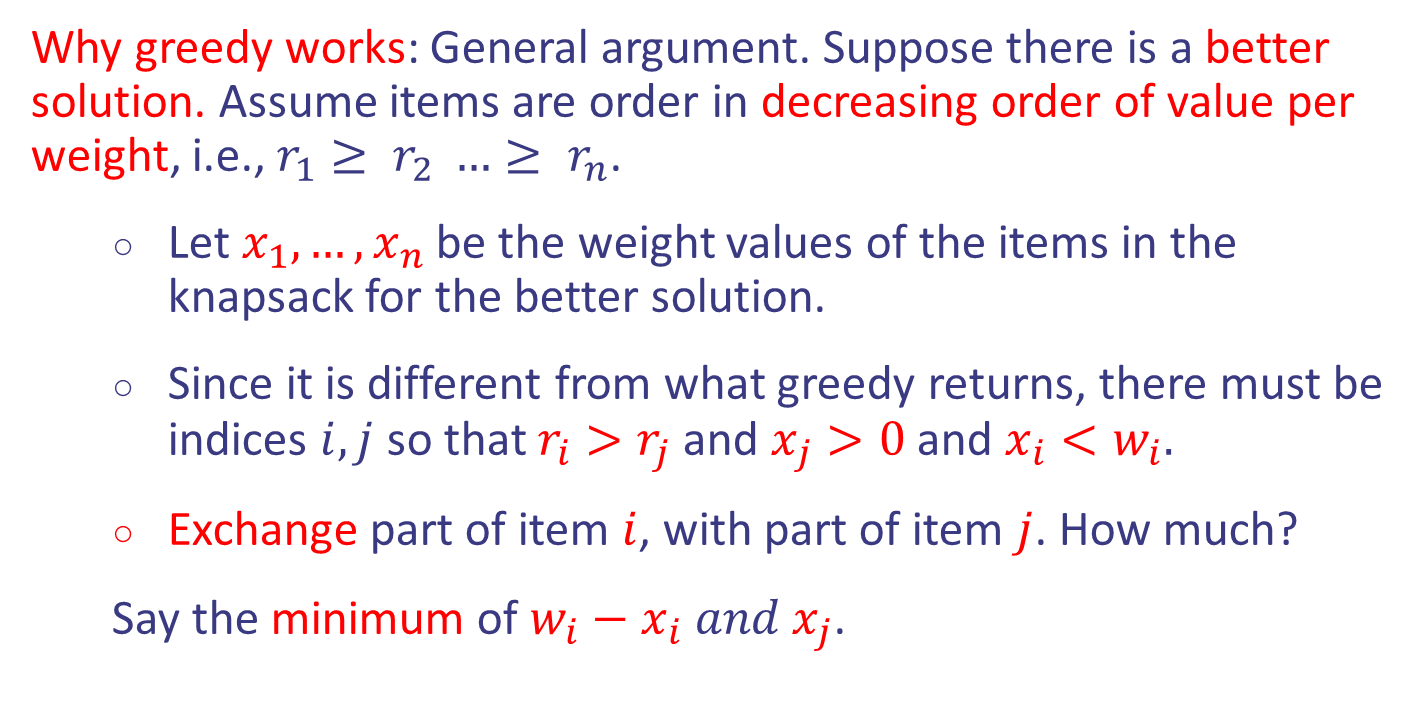 Why greedy works: General argument. Suppose there is a better
solution. Assume items are order in decreasing order of value per
weight, i.e., r₁ ≥ r₂ … ≥ rₙ.
○ Let x₁, … , xₙ be the weight values of the items in the
knapsack for the better solution.
○ Since it is different from what greedy returns, there must be
indices i, j so that rᵢ > rⱼ and xⱼ > 0 and xᵢ < wᵢ.
○ Exchange part of item i, with part of item j. How much?
Say the minimum of wᵢ − xᵢ and xⱼ.